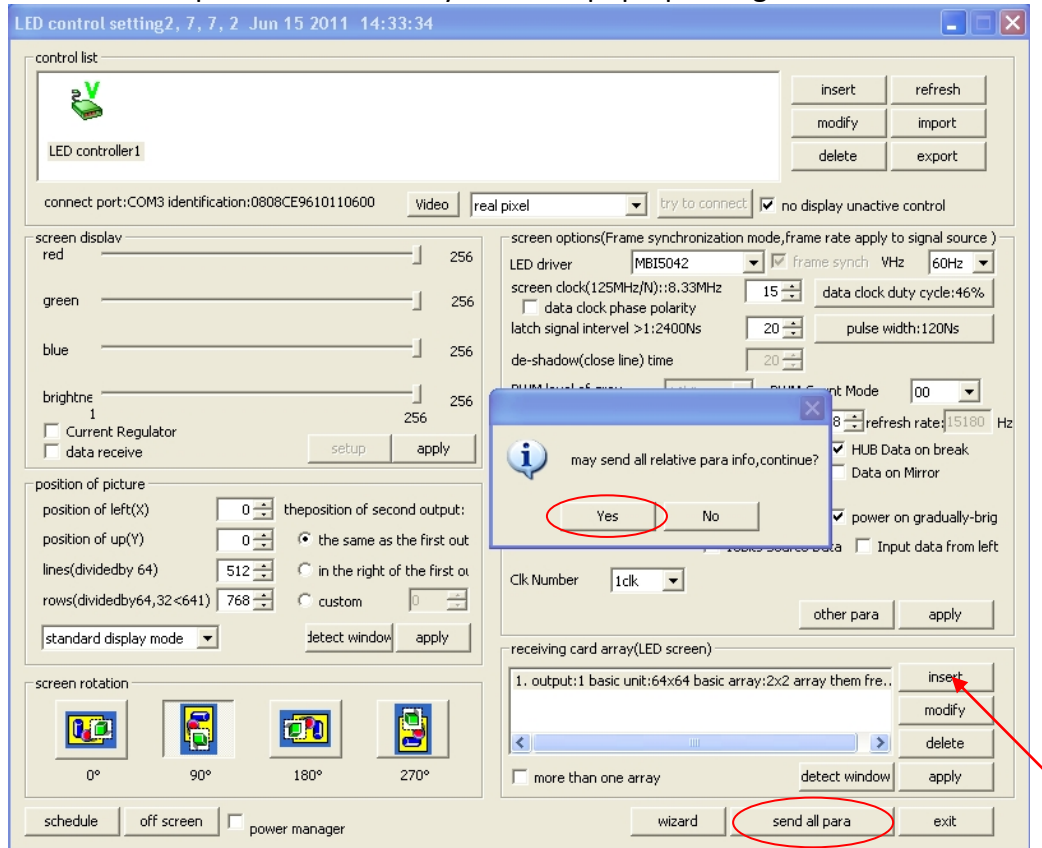 LED control setting2, 7, 7, 2 Jun 15 2011 14:33:34
control list
LED controller1
insert refresh
modify import
delete export
connect port:COM3 identification:0808CE9610110600 Video real pixel try to connect no display unactive control
screen display
red 256
green 256
blue 256
brightne 256
1 256
Current Regulator
data receive setup apply
position of picture
position of left(X) 0 theposition of second output:
position of up(Y) 0 the same as the first out
lines(dividedby 64) 512 in the right of the first
rows(dividedby64,32<641) 768 custom 0
standard display mode detect window apply
screen rotation
0° 90° 180° 270°
screen options(Frame synchronization mode,frame rate apply to signal source )
LED driver MBI5042 frame synch VHz 60Hz
screen clock(125MHz/N)::8.33MHz 15 data clock duty cycle:46%
data clock phase polarity
latch signal intervel >1:2400Ns 20 pulse width:120Ns
de-shadow(close line) time 20
Mode 00
8 refresh rate: 15180 Hz
HUB Data on break
Data on Mirror
power on gradually-brig
Input data from left
may send all relative para info,continue?
Yes No
Clk Number 1clk
other para apply
receiving card array(LED screen)
1. output:1 basic unit:64x64 basic array:2x2 array them fre..
insert
modify
delete
more than one array detect window apply
schedule off screen power manager wizard send all para exit